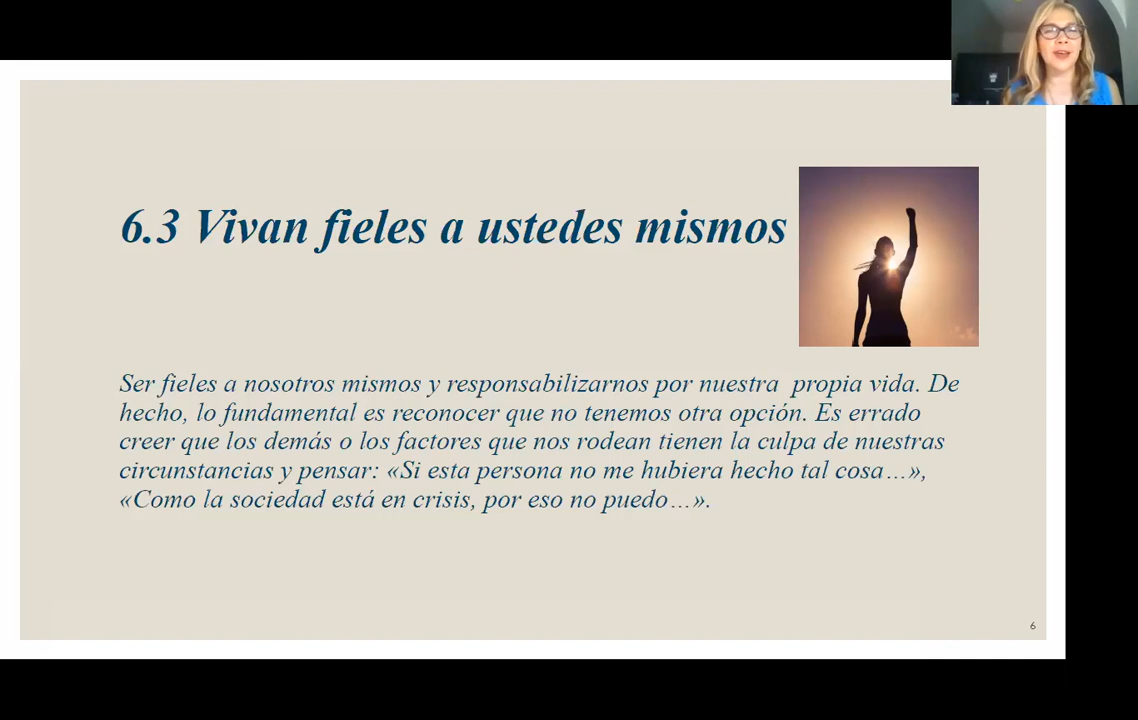 6.3 Vivan fieles a ustedes mismos
Ser fieles a nosotros mismos y responsabilizarnos por nuestra propia vida. De
hecho, lo fundamental es reconocer que no tenemos otra opción. Es errado
creer que los demás o los factores que nos rodean tienen la culpa de nuestras
circunstancias y pensar: «Si esta persona no me hubiera hecho tal cosa…»,
«Como la sociedad está en crisis, por eso no puedo…».
6